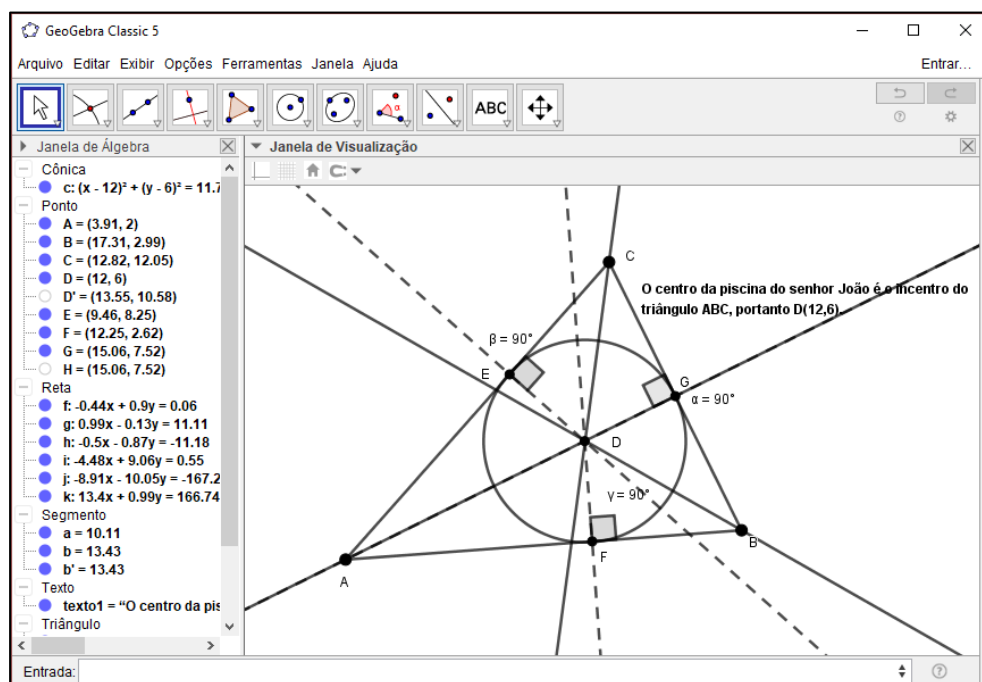 GeoGebra Classic 5
Arquivo Editar Exibir Opções Ferramentas Janela Ajuda
Entrar...
ABC
Janela de Álgebra
Janela de Visualização
Cônica
c: (x - 12)² + (y - 6)² = 11.7
Ponto
A = (3.91, 2)
B = (17.31, 2.99)
C = (12.82, 12.05)
D = (12, 6)
D' = (13.55, 10.58)
E = (9.46, 8.25)
F = (12.25, 2.62)
G = (15.06, 7.52)
H = (15.06, 7.52)
Reta
f: -0.44x + 0.9y = 0.06
g: 0.99x - 0.13y = 11.11
h: -0.5x - 0.87y = -11.18
i: -4.48x + 9.06y = 0.55
j: -8.91x - 10.05y = -167.2
k: 13.4x + 0.99y = 166.74
Segmento
a = 10.11
b = 13.43
b' = 13.43
Texto
texto1 = “O centro da pis
Triângulo
C
O centro da piscina do senhor João é o incentro do
triângulo ABC, portanto D(12,6).
β = 90°
E
G
α = 90°
D
γ = 90°
B
F
A
Entrada: